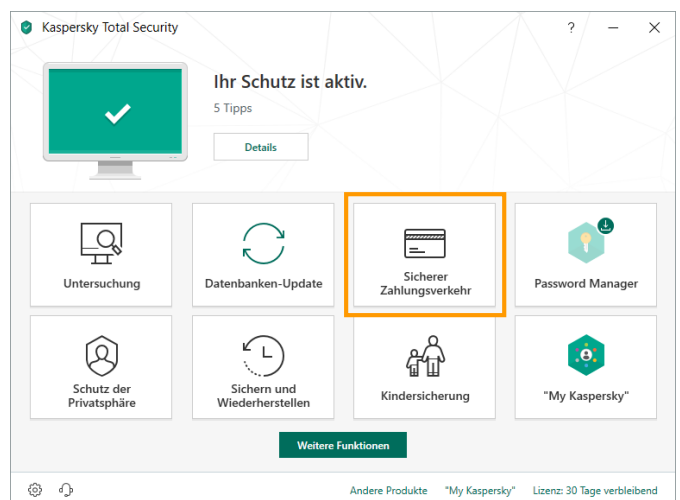 Kaspersky Total Security
?
Ihr Schutz ist aktiv.
5 Tipps
Details
Untersuchung
Datenbanken-Update
Sicherer
Zahlungsverkehr
Password Manager
Schutz der
Privatsphäre
Sichern und
Wiederherstellen
Kindersicherung
"My Kaspersky"
Weitere Funktionen
Andere Produkte "My Kaspersky" Lizenz: 30 Tage verbleibend